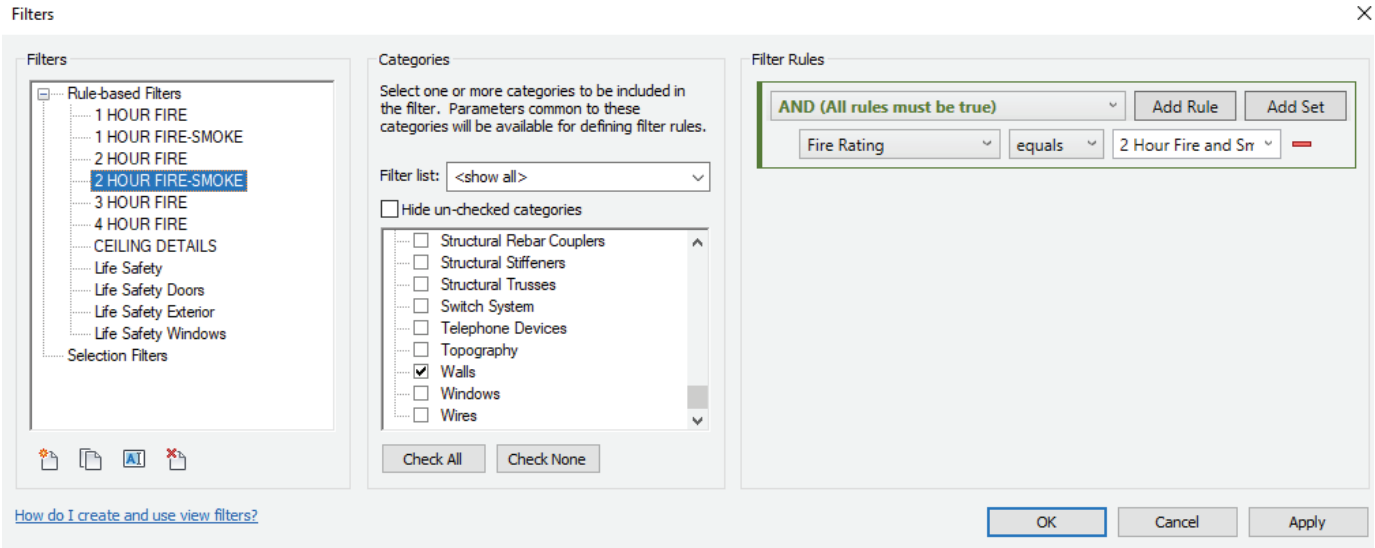 Filters
Filters
Rule-based Filters
1 HOUR FIRE
1 HOUR FIRE-SMOKE
2 HOUR FIRE
2 HOUR FIRE-SMOKE
3 HOUR FIRE
4 HOUR FIRE
CEILING DETAILS
Life Safety
Life Safety Doors
Life Safety Exterior
Life Safety Windows
Selection Filters
How do I create and use view filters?
Categories
Select one or more categories to be included in
the filter. Parameters common to these
categories will be available for defining filter rules.
Filter list: <show all>
Hide un-checked categories
Structural Rebar Couplers
Structural Stiffeners
Structural Trusses
Switch System
Telephone Devices
Topography
Walls
Windows
Wires
Check All Check None
Filter Rules
AND (All rules must be true) Add Rule Add Set
Fire Rating equals 2 Hour Fire and Sm
OK Cancel Apply